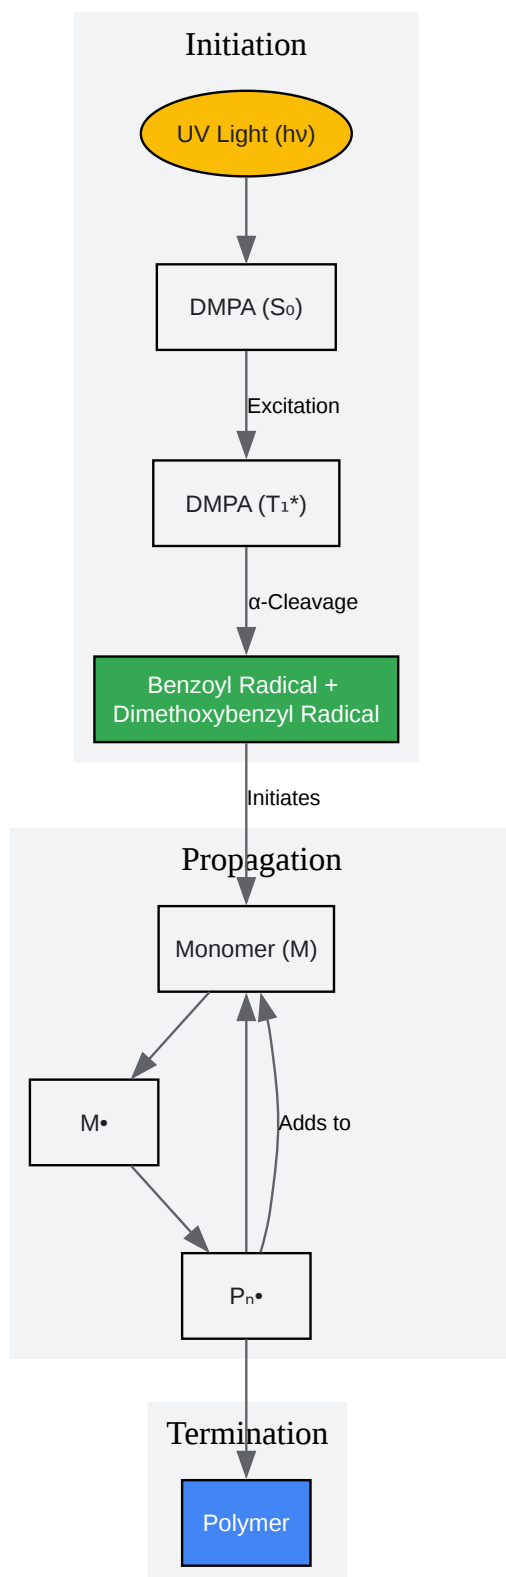 Initiation
UV Light (hν)
DMPA (S₀)
Excitation
DMPA (T₁*)
α-Cleavage
Benzoyl Radical +
Dimethoxybenzyl Radical
Initiates
Propagation
Monomer (M)
M•
Adds to
Pₙ•
Termination
Polymer